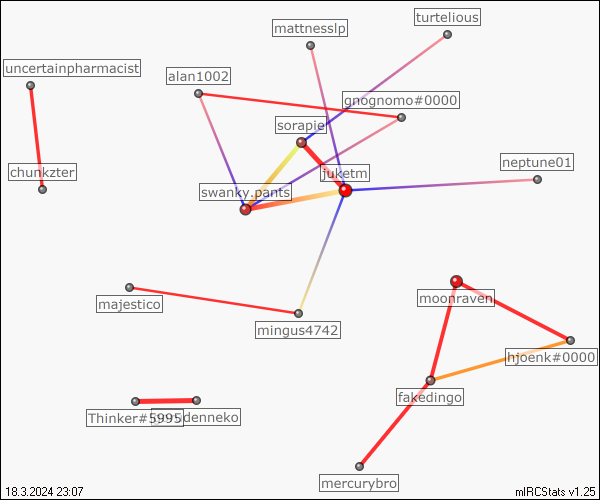 turtelious
mattnesslp
uncertainpharmacist
alan1002
gnognomo#0000
sorapie
neptune01
chunkzter
juketm
swanky.pants
majestico
moonraven
mingus4742
hjoenk#0000
fakedingo
Thinker#5995
denneko
mercurybro
18.3.2024 23:07
mIRCStats v1.25